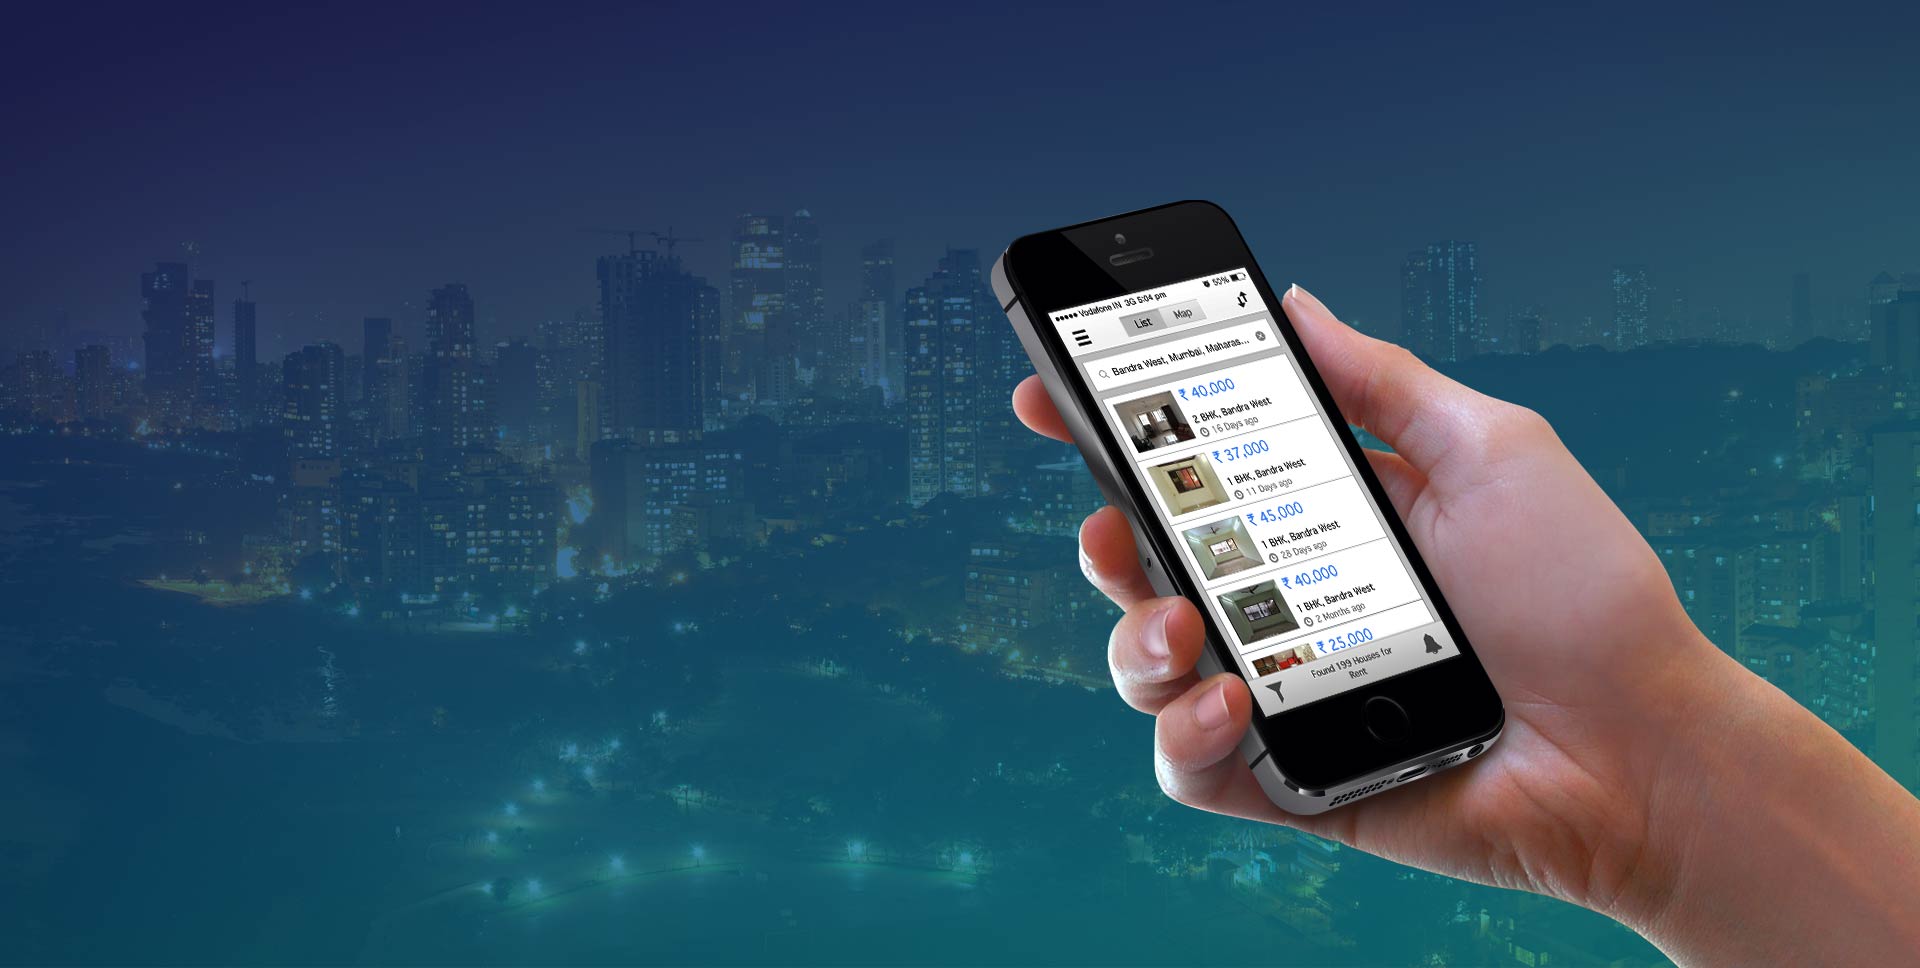 ●●●●● Vodafone IN 3G 5:04 pm 50%
List Map
Bandra West, Mumbai, Maharas...
₹ 40,000
2 BHK, Bandra West
16 Days ago
₹ 37,000
1 BHK, Bandra West
11 Days ago
₹ 45,000
1 BHK, Bandra West
28 Days ago
₹ 40,000
1 BHK, Bandra West
2 Months ago
₹ 25,000
Found 199 Houses for
Rent